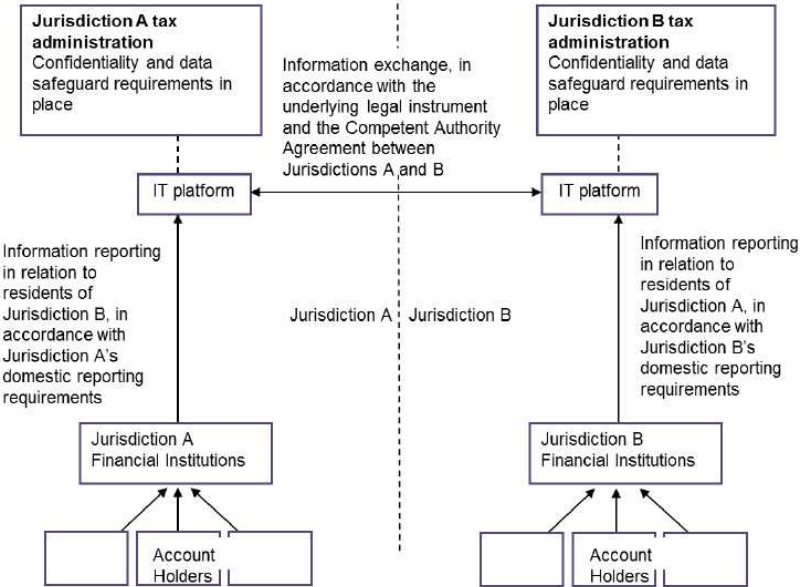 Jurisdiction A tax
administration
Confidentiality and data
safeguard requirements in
place
Information exchange, in
accordance with the
underlying legal instrument
and the Competent Authority
Agreement between
Jurisdictions A and B
Jurisdiction B tax
administration
Confidentiality and data
safeguard requirements in
place
IT platform
IT platform
Information reporting
in relation to
residents of
Jurisdiction B, in
accordance with
Jurisdiction A's
domestic reporting
requirements
Jurisdiction A
Jurisdiction B
Information reporting
in relation to
residents of
Jurisdiction A, in
accordance with
Jurisdiction B's
domestic reporting
requirements
Jurisdiction A
Financial Institutions
Jurisdiction B
Financial Institutions
Account
Holders
Account
Holders